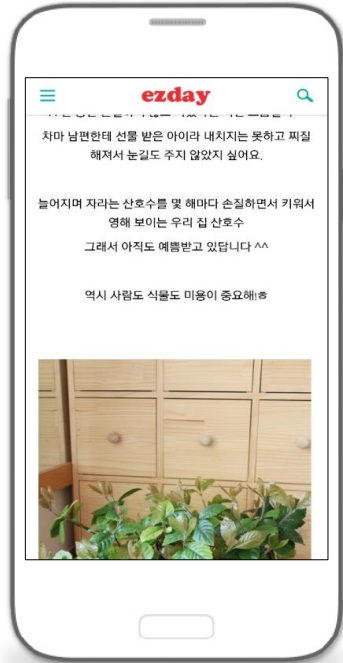 ezday
차마 남편한테 선물 받은 아이라 내치지는 못하고 찌질
해져서 눈길도 주지 않았지 싶어요.
늘어지며 자라는 산호수를 몇 해마다 손질하면서 키워서
영해 보이는 우리 집 산호수
그래서 아직도 예쁨받고 있답니다 ^^
역시 사람도 식물도 미용이 중요해!ㅎ